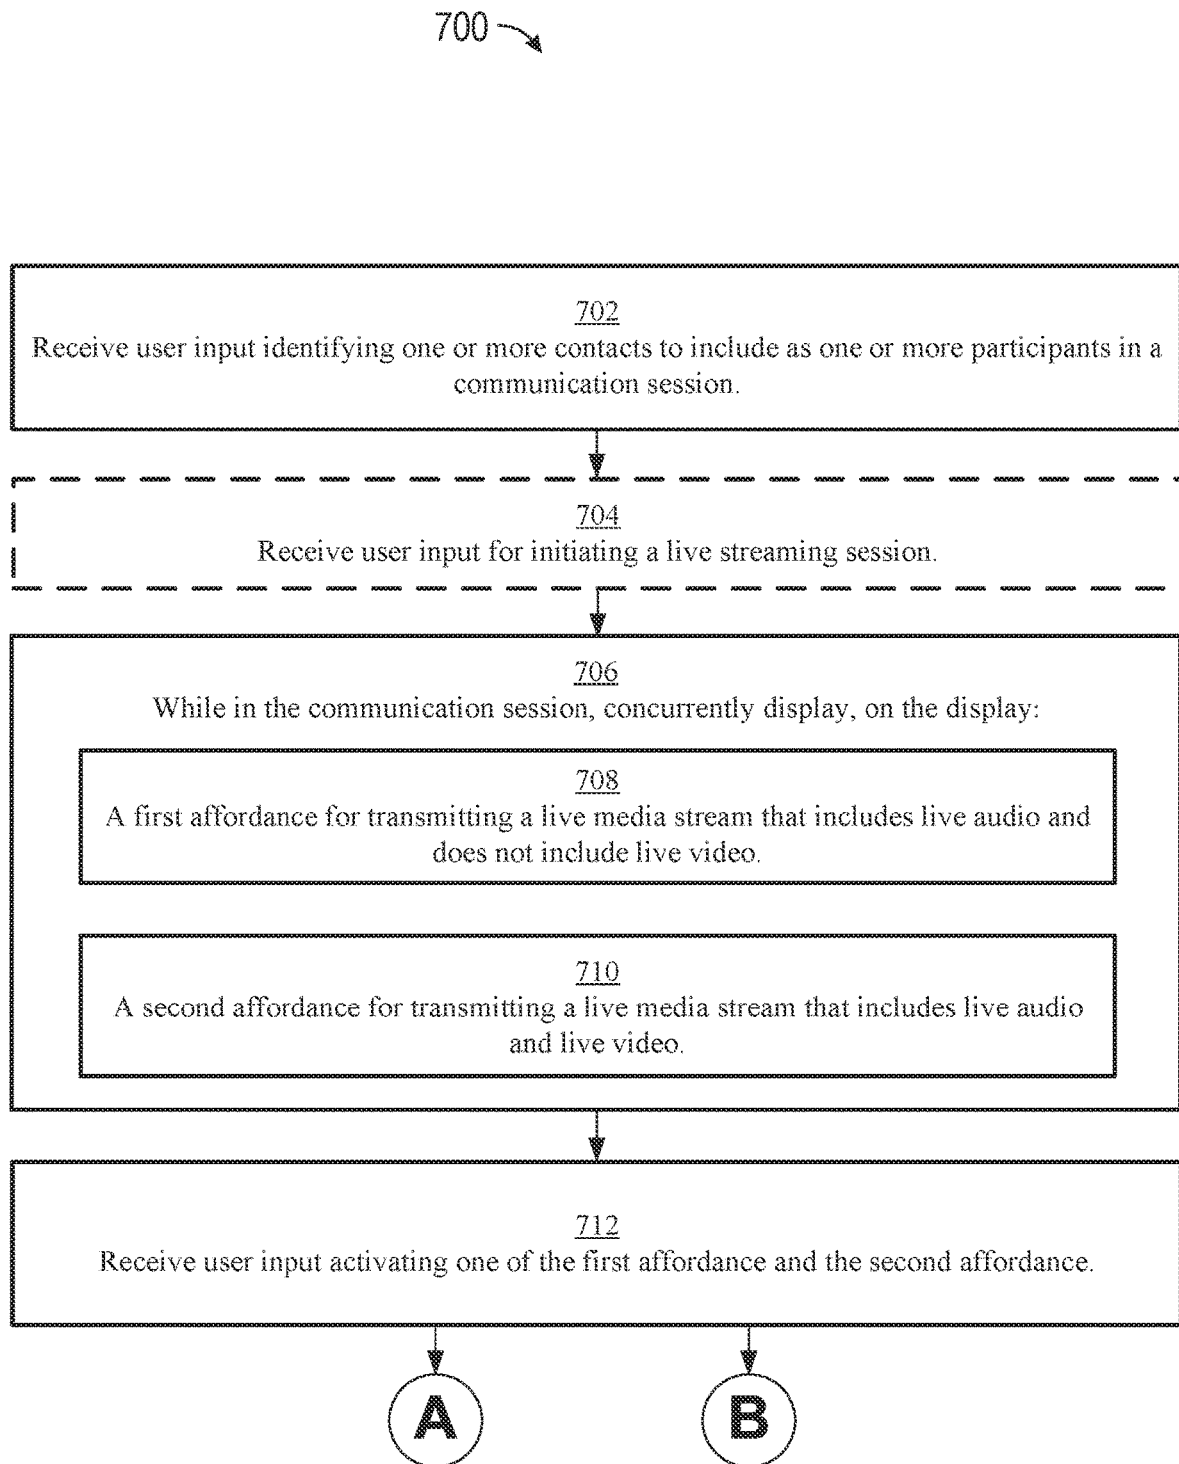 700
702
Receive user input identifying one or more contacts to include as one or more participants in a
communication session.
704
Receive user input for initiating a live streaming session.
706
While in the communication session, concurrently display, on the display:
708
A first affordance for transmitting a live media stream that includes live audio and
does not include live video.
710
A second affordance for transmitting a live media stream that includes live audio
and live video.
712
Receive user input activating one of the first affordance and the second affordance.
A
B